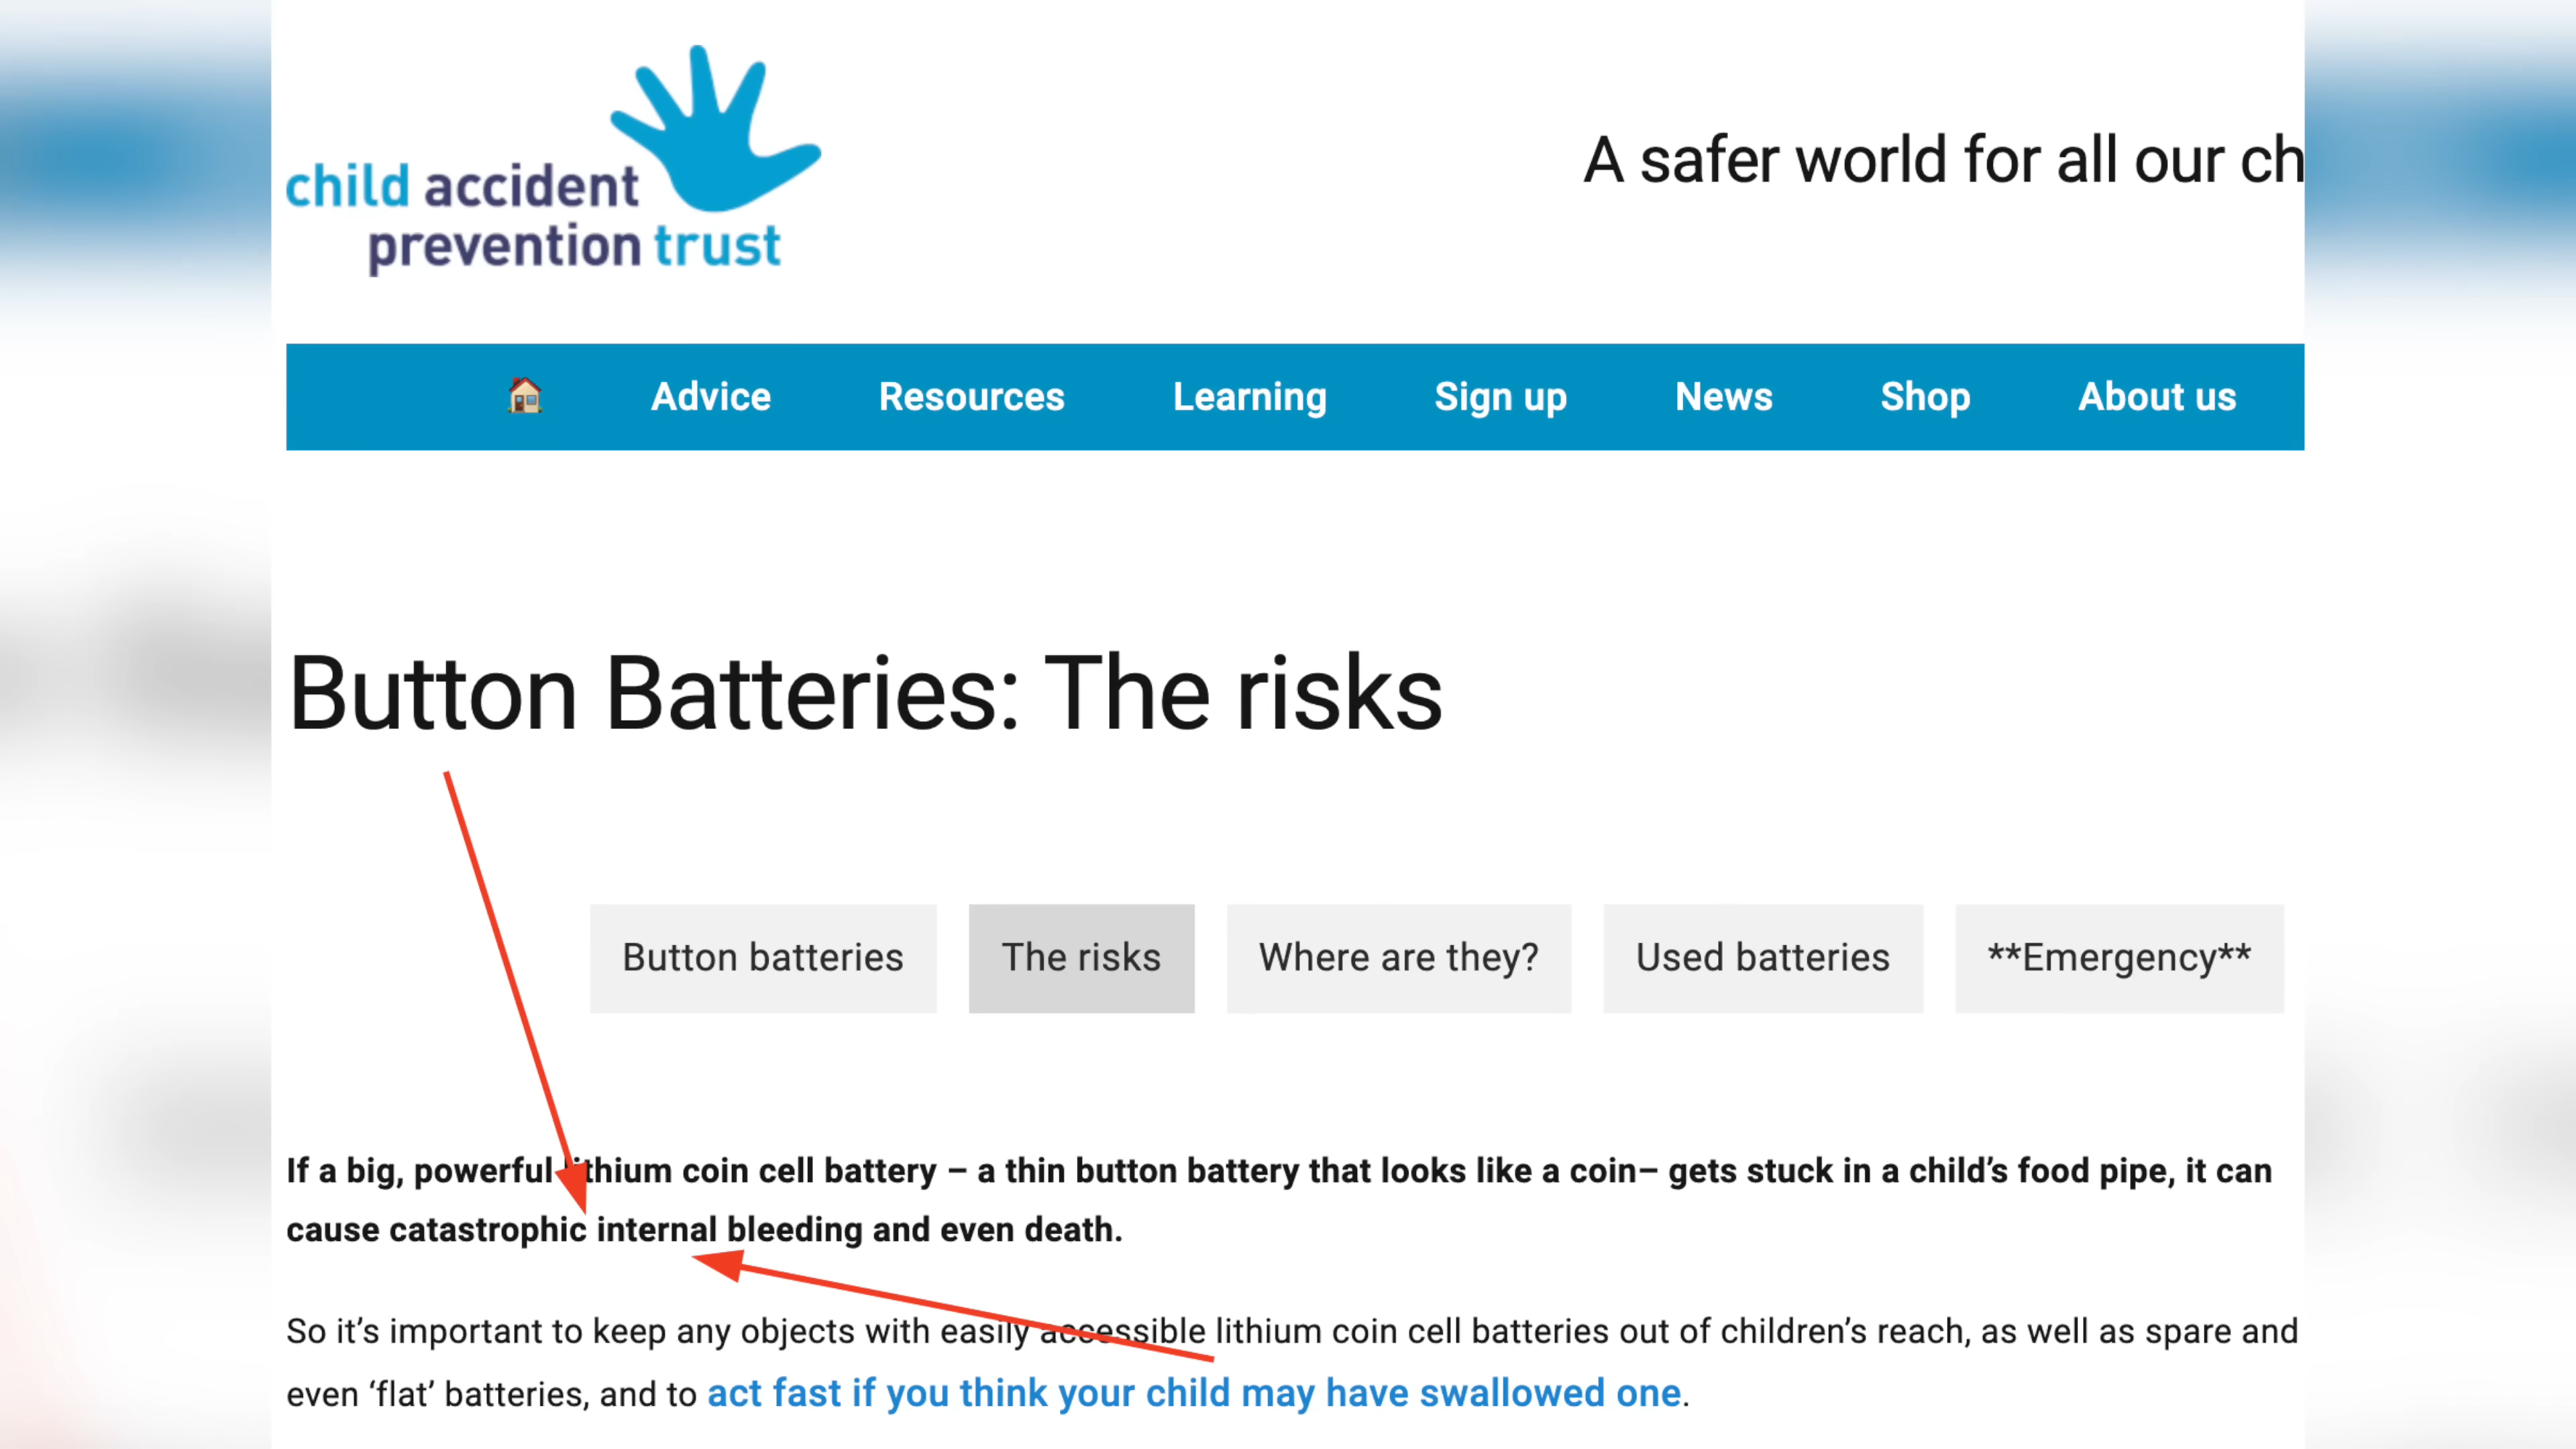 child accident
prevention trust
A safer world for all our ch
Advice Resources Learning Sign up News Shop About us
Button Batteries: The risks
Button batteries The risks Where are they? Used batteries **Emergency**
If a big, powerful lithium coin cell battery – a thin button battery that looks like a coin– gets stuck in a child’s food pipe, it can
cause catastrophic internal bleeding and even death.
So it’s important to keep any objects with easily accessible lithium coin cell batteries out of children’s reach, as well as spare and
even ‘flat’ batteries, and to act fast if you think your child may have swallowed one.